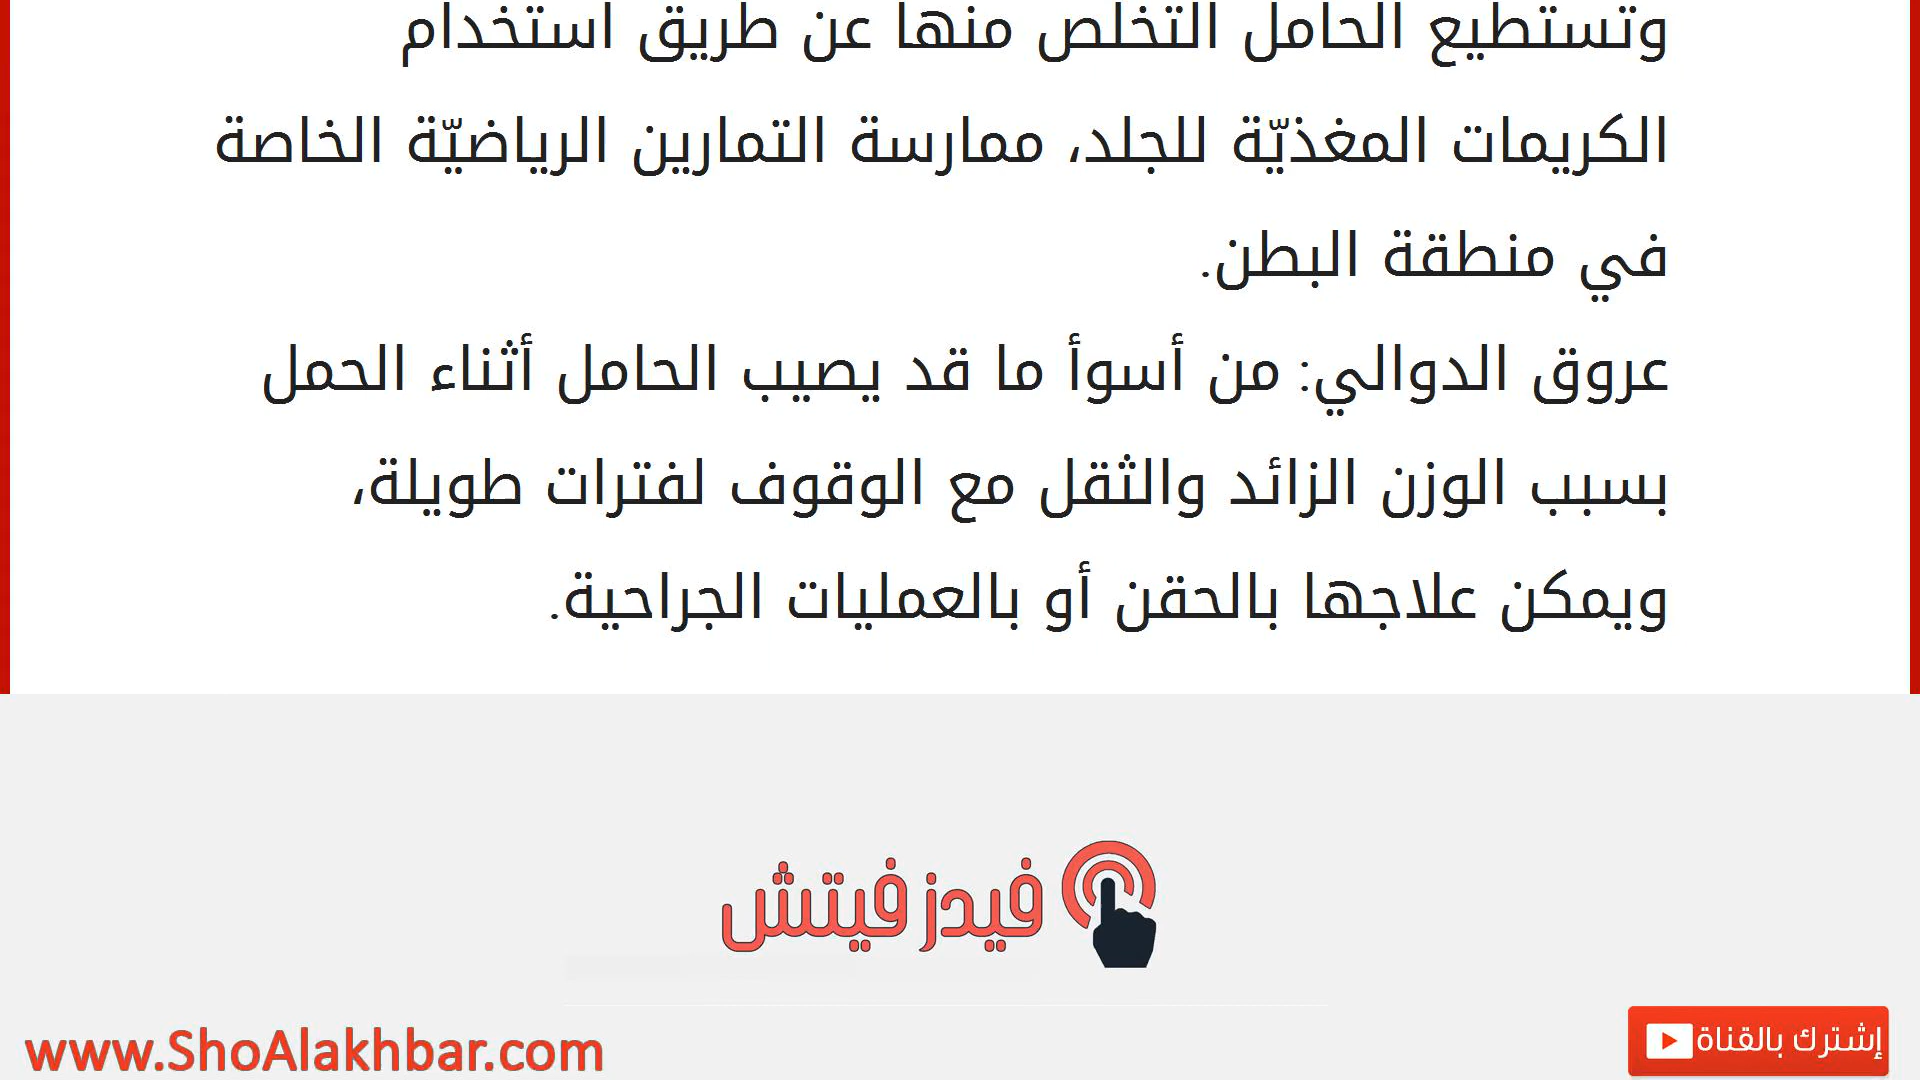 وتستطيع الحامل التخلص منها عن طريق استخدام
الكريمات المغذيّة للجلد، ممارسة التمارين الرياضيّة الخاصة
في منطقة البطن.
عروق الدوالي: من أسوأ ما قد يصيب الحامل أثناء الحمل
بسبب الوزن الزائد والثقل مع الوقوف لفترات طويلة،
ويمكن علاجها بالحقن أو بالعمليات الجراحية.
فيدز فيتش
www.ShoAlakhbar.com
إشترك بالقناة